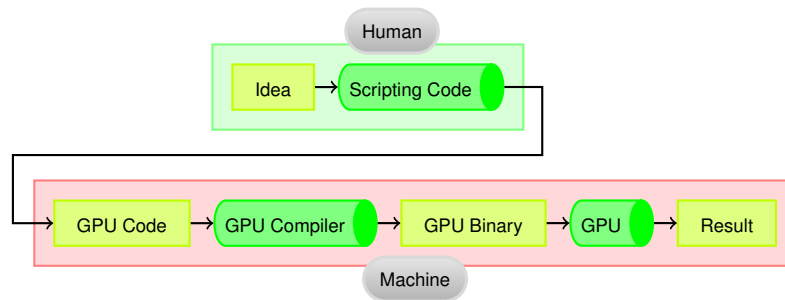 Human
Idea
Scripting Code
GPU Code
GPU Compiler
GPU Binary
GPU
Result
Machine